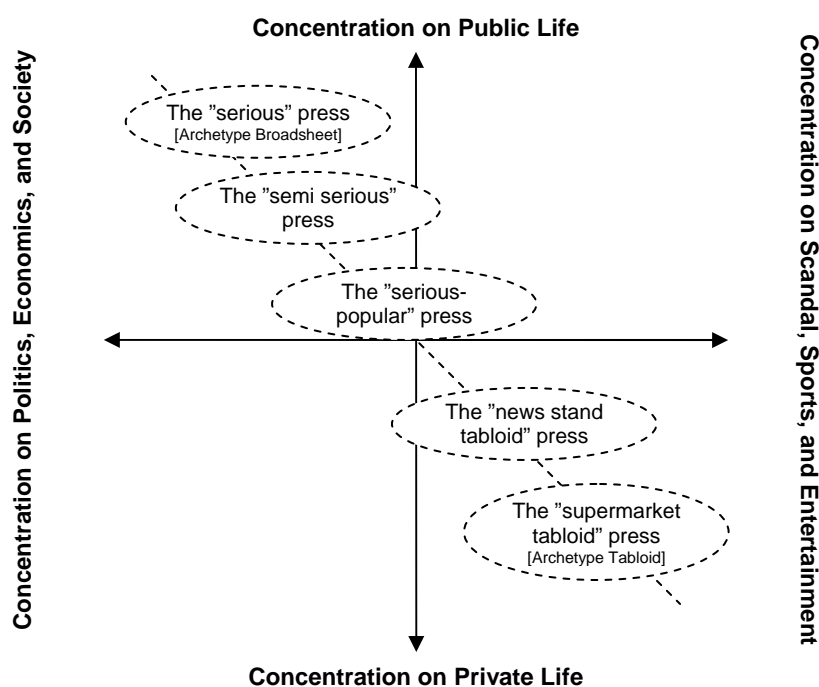 Concentration on Public Life
Concentration on Politics, Economics, and Society
Concentration on Scandal, Sports, and Entertainment
The ”serious” press
[Archetype Broadsheet]
The ”semi serious”
press
The ”serious-
popular” press
The ”news stand
tabloid” press
The ”supermarket
tabloid” press
[Archetype Tabloid]
Concentration on Private Life